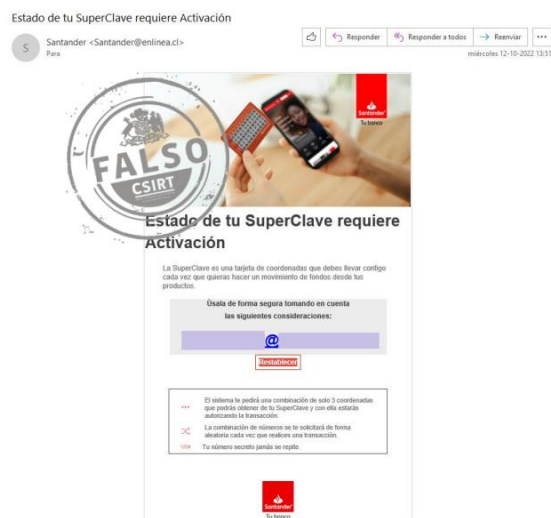 Estado de tu SuperClave requiere Activación
S
Santander <Santander@enlinea.cl>
Para
Responder
Responder a todos
Reenviar
miércoles 12-10-2022 13:51
Santander
Tu banco
FALSO
CSIRT
Estado de tu SuperClave requiere
Activación
La SuperClave es una tarjeta de coordenadas que debes llevar contigo
cada vez que quieras hacer un movimiento de fondos desde tus
productos.
Úsala de forma segura tomando en cuenta
las siguientes consideraciones:
@
Restablecer
El sistema te pedirá una combinación de solo 3 coordenadas
que podrás obtener de tu SuperClave y con ella estarás
autorizando la transacción.
La combinación de números se te solicitará de forma
aleatoria cada vez que realices una transacción.
Tu número secreto jamás se repite
Santander
Tu banco